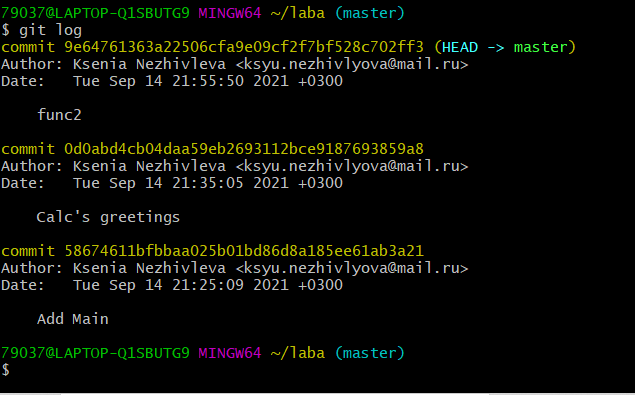 79037@LAPTOP-Q1SBUTG9 MINGW64 ~/laba (master)
$ git log
commit 9e64761363a22506cfa9e09cf2f7bf528c702ff3 (HEAD -> master)
Author: Ksenia Nezhivleva <ksyu.nezhivlyova@mail.ru>
Date:   Tue Sep 14 21:55:50 2021 +0300

    func2

commit 0d0abd4cb04daa59eb2693112bce9187693859a8
Author: Ksenia Nezhivleva <ksyu.nezhivlyova@mail.ru>
Date:   Tue Sep 14 21:35:05 2021 +0300

    Calc's greetings

commit 58674611bfbbaa025b01bd86d8a185ee61ab3a21
Author: Ksenia Nezhivleva <ksyu.nezhivlyova@mail.ru>
Date:   Tue Sep 14 21:25:09 2021 +0300

    Add Main

79037@LAPTOP-Q1SBUTG9 MINGW64 ~/laba (master)
$